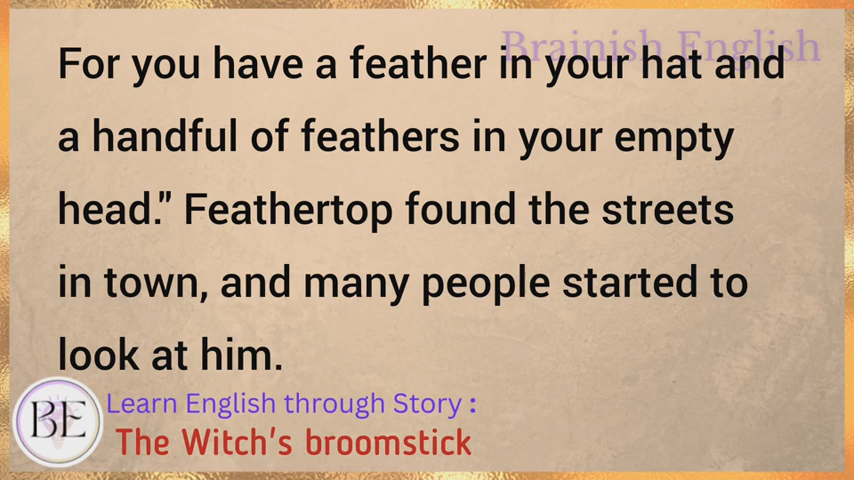 Brainish English
For you have a feather in your hat and
a handful of feathers in your empty
head." Feathertop found the streets
in town, and many people started to
look at him.
BE
Learn English through Story :
The Witch's broomstick